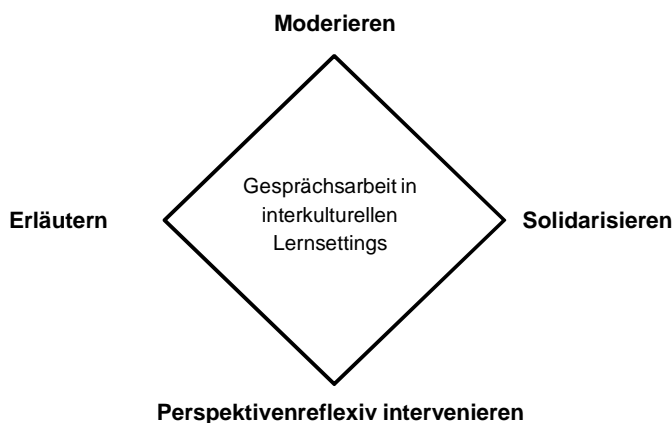 Moderieren
Gesprächsarbeit in
interkulturellen
Erläutern
Solidarisieren
Lernsettings
Perspektivenreflexiv intervenieren